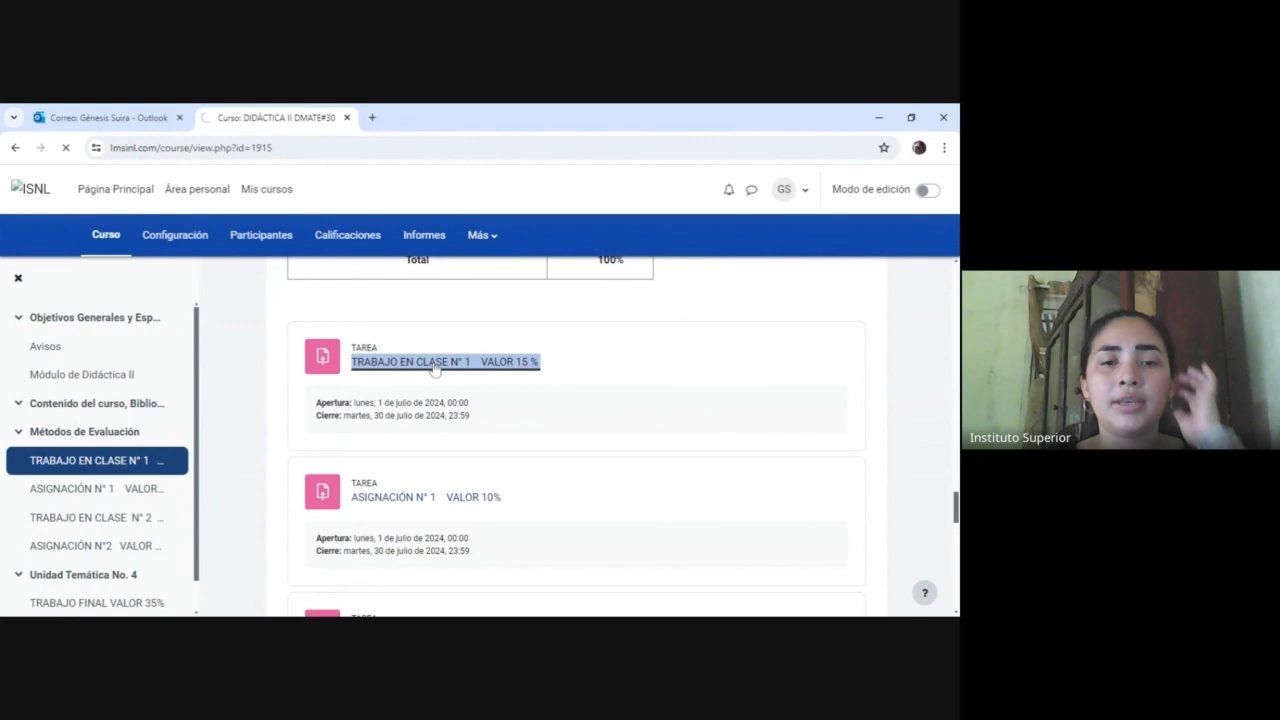 Correo: Génesis Suira - Outlook
Curso: DIDÁCTICA II DMATE#30
lmsinl.com/course/view.php?id=1915
ISNL
Página Principal
Área personal
Mis cursos
GS
Modo de edición
Curso
Configuración
Participantes
Calificaciones
Informes
Más
Total 100%
Objetivos Generales y Esp...
Avisos
Módulo de Didáctica II
Contenido del curso, Biblio...
Métodos de Evaluación
TRABAJO EN CLASE N° 1 ...
ASIGNACIÓN N° 1 VALOR...
TRABAJO EN CLASE N° 2 ...
ASIGNACIÓN N°2 VALOR ...
Unidad Temática No. 4
TRABAJO FINAL VALOR 35%
TAREA
TRABAJO EN CLASE N° 1 VALOR 15 %
Apertura: lunes, 1 de julio de 2024, 00:00
Cierre: martes, 30 de julio de 2024, 23:59
TAREA
ASIGNACIÓN N° 1 VALOR 10%
Apertura: lunes, 1 de julio de 2024, 00:00
Cierre: martes, 30 de julio de 2024, 23:59
?
Instituto Superior